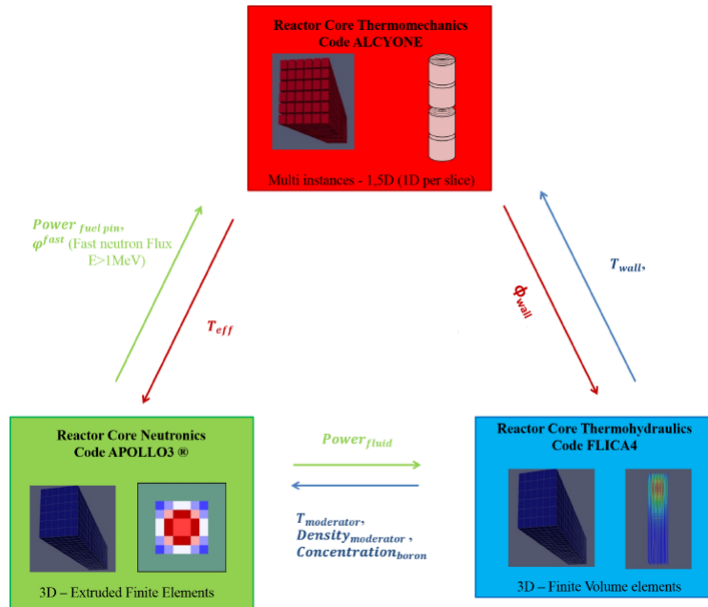 Reactor Core Thermomechanics
Code ALCYONE
Multi instances - 1,5D (1D per slice)
Power fuel pin,
φfast (Fast neutron Flux
E>1MeV)
Teff
Φwall
Twall,
Reactor Core Neutronics
Code APOLLO3 ®
3D – Extruded Finite Elements
Powerfluid
Tmoderator,
Densitymoderator ,
Concentrationboron
Reactor Core Thermohydraulics
Code FLICA4
3D – Finite Volume elements